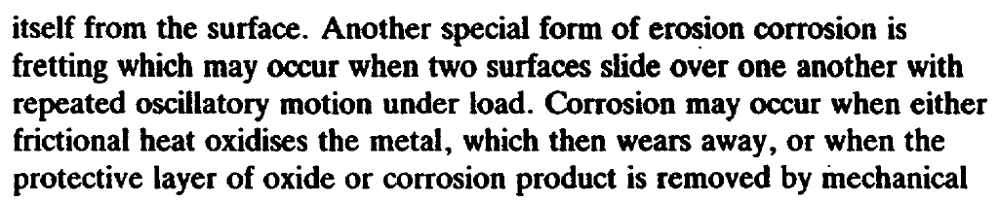 itself from the surface. Another special form of erosion corrosion is
fretting which may occur when two surfaces slide over one another with
repeated oscillatory motion under load. Corrosion may occur when either
frictional heat oxidises the metal, which then wears away, or when the
protective layer of oxide or corrosion product is removed by mechanical